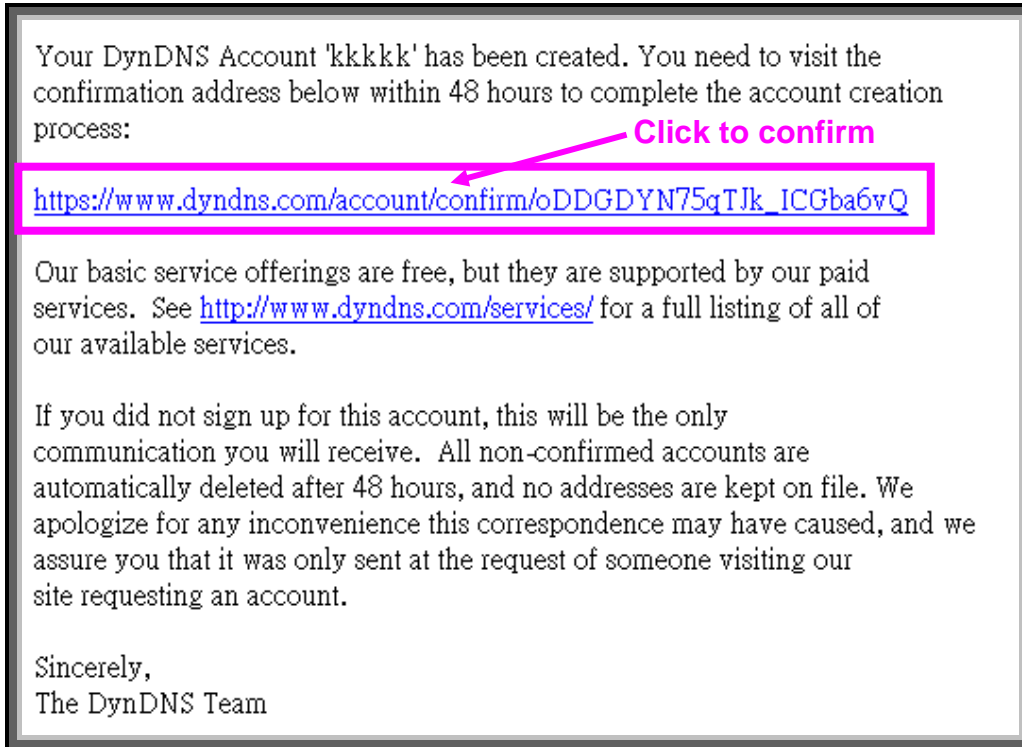 Your DynDNS Account 'kkkkk' has been created. You need to visit the
confirmation address below within 48 hours to complete the account creation
process:
Click to confirm
https://www.dyndns.com/account/confirm/oDDGDYN75qTJk_ICGba6vQ
Our basic service offerings are free, but they are supported by our paid
services.  See http://www.dyndns.com/services/ for a full listing of all of
our available services.
If you did not sign up for this account, this will be the only
communication you will receive.  All non-confirmed accounts are
automatically deleted after 48 hours, and no addresses are kept on file. We
apologize for any inconvenience this correspondence may have caused, and we
assure you that it was only sent at the request of someone visiting our
site requesting an account.
Sincerely,
The DynDNS Team